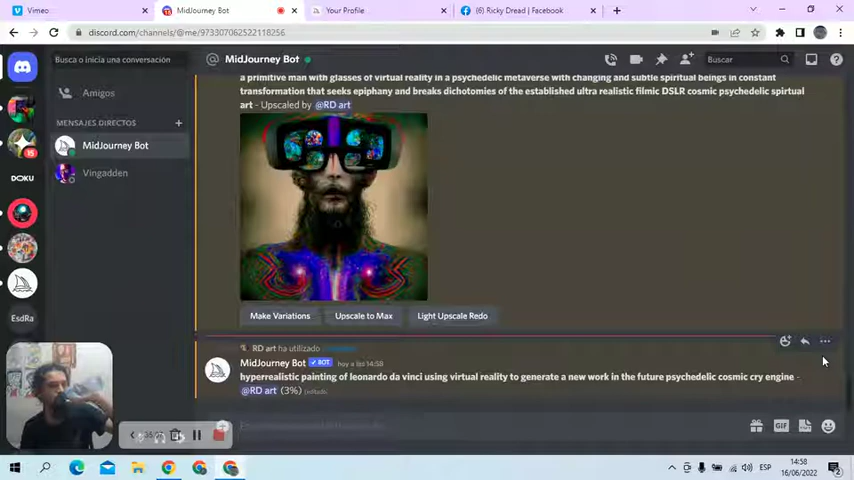 Vimeo
MidJourney Bot
Your Profile
(6) Ricky Dread | Facebook
discord.com/channels/@me/973307062522118256
Busca o inicia una conversación
@ MidJourney Bot
Buscar
Amigos
MENSAJES DIRECTOS
MidJourney Bot
Vingadden
15
DOKU
EsdRa
a primitive man with glasses of virtual reality in a psychedelic metaverse with changing and subtle spiritual beings in constant
transformation that seeks epiphany and breaks dichotomies of the established ultra realistic filmic DSLR cosmic psychedelic spirtual
art - Upscaled by @RD art
Make Variations
Upscale to Max
Light Upscale Redo
RD art ha utilizado
MidJourney Bot BOT hoy a las 14:58
hyperrealistic painting of leonardo da vinci using virtual reality to generate a new work in the future psychedelic cosmic cry engine -
@RD art (3%)
GIF
ESP
14:58
16/06/2022
2